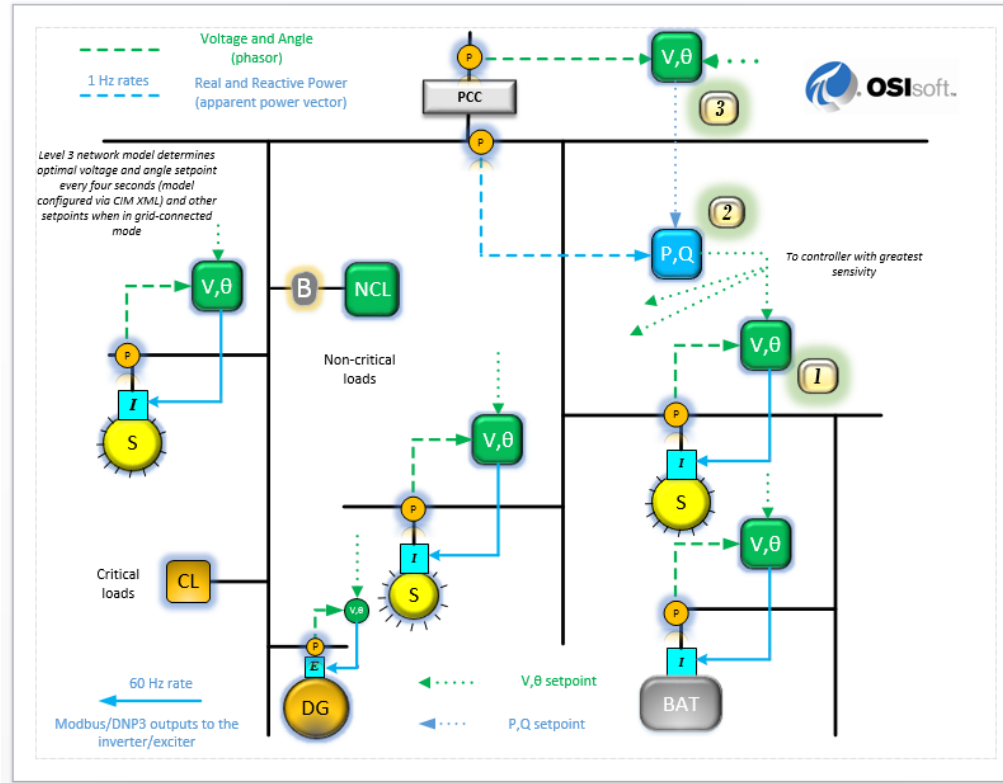 Voltage and Angle
(phasor)
1 Hz rates
Real and Reactive Power
(apparent power vector)
P
PCC
V,θ
3
OSIsoft.
P
Level 3 network model determines
optimal voltage and angle setpoint
every four seconds (model
configured via CIM XML) and other
setpoints when in grid-connected
mode
2
P,Q
To controller with greatest
sensivity
V,θ
B
NCL
Non-critical
loads
V,θ
1
P
I
S
V,θ
P
I
S
P
I
S
V,θ
Critical
loads
CL
V,θ
P
E
DG
P
I
BAT
60 Hz rate
Modbus/DNP3 outputs to the
inverter/exciter
V,θ setpoint
P,Q setpoint